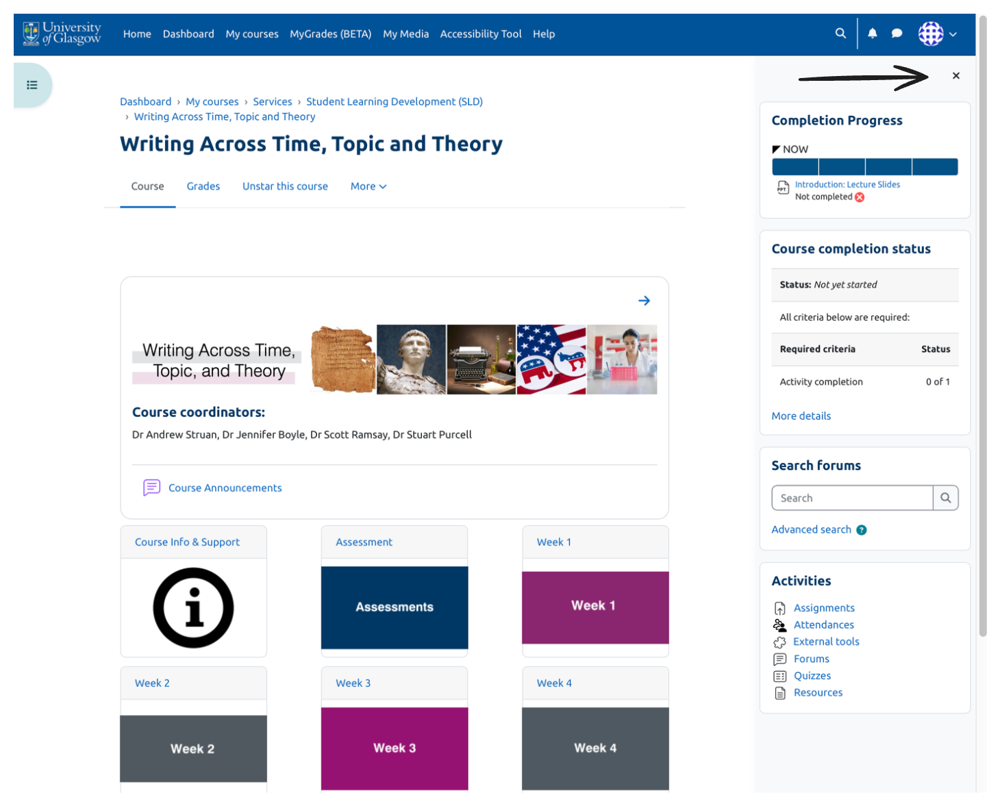 University
of Glasgow
Home Dashboard My courses MyGrades (BETA) My Media Accessibility Tool Help
Dashboard › My courses › Services › Student Learning Development (SLD)
› Writing Across Time, Topic and Theory
Writing Across Time, Topic and Theory
Course Grades Unstar this course More
Writing Across Time,
Topic, and Theory
Course coordinators:
Dr Andrew Struan, Dr Jennifer Boyle, Dr Scott Ramsay, Dr Stuart Purcell
Course Announcements
Course Info & Support
Assessment
Assessments
Week 1
Week 1
Week 2
Week 2
Week 3
Week 3
Week 4
Week 4
Completion Progress
NOW
PPT
Introduction: Lecture Slides
Not completed
Course completion status
Status: Not yet started
All criteria below are required:
Required criteria Status
Activity completion 0 of 1
More details
Search forums
Search
Advanced search ?
Activities
Assignments
Attendances
External tools
Forums
Quizzes
Resources